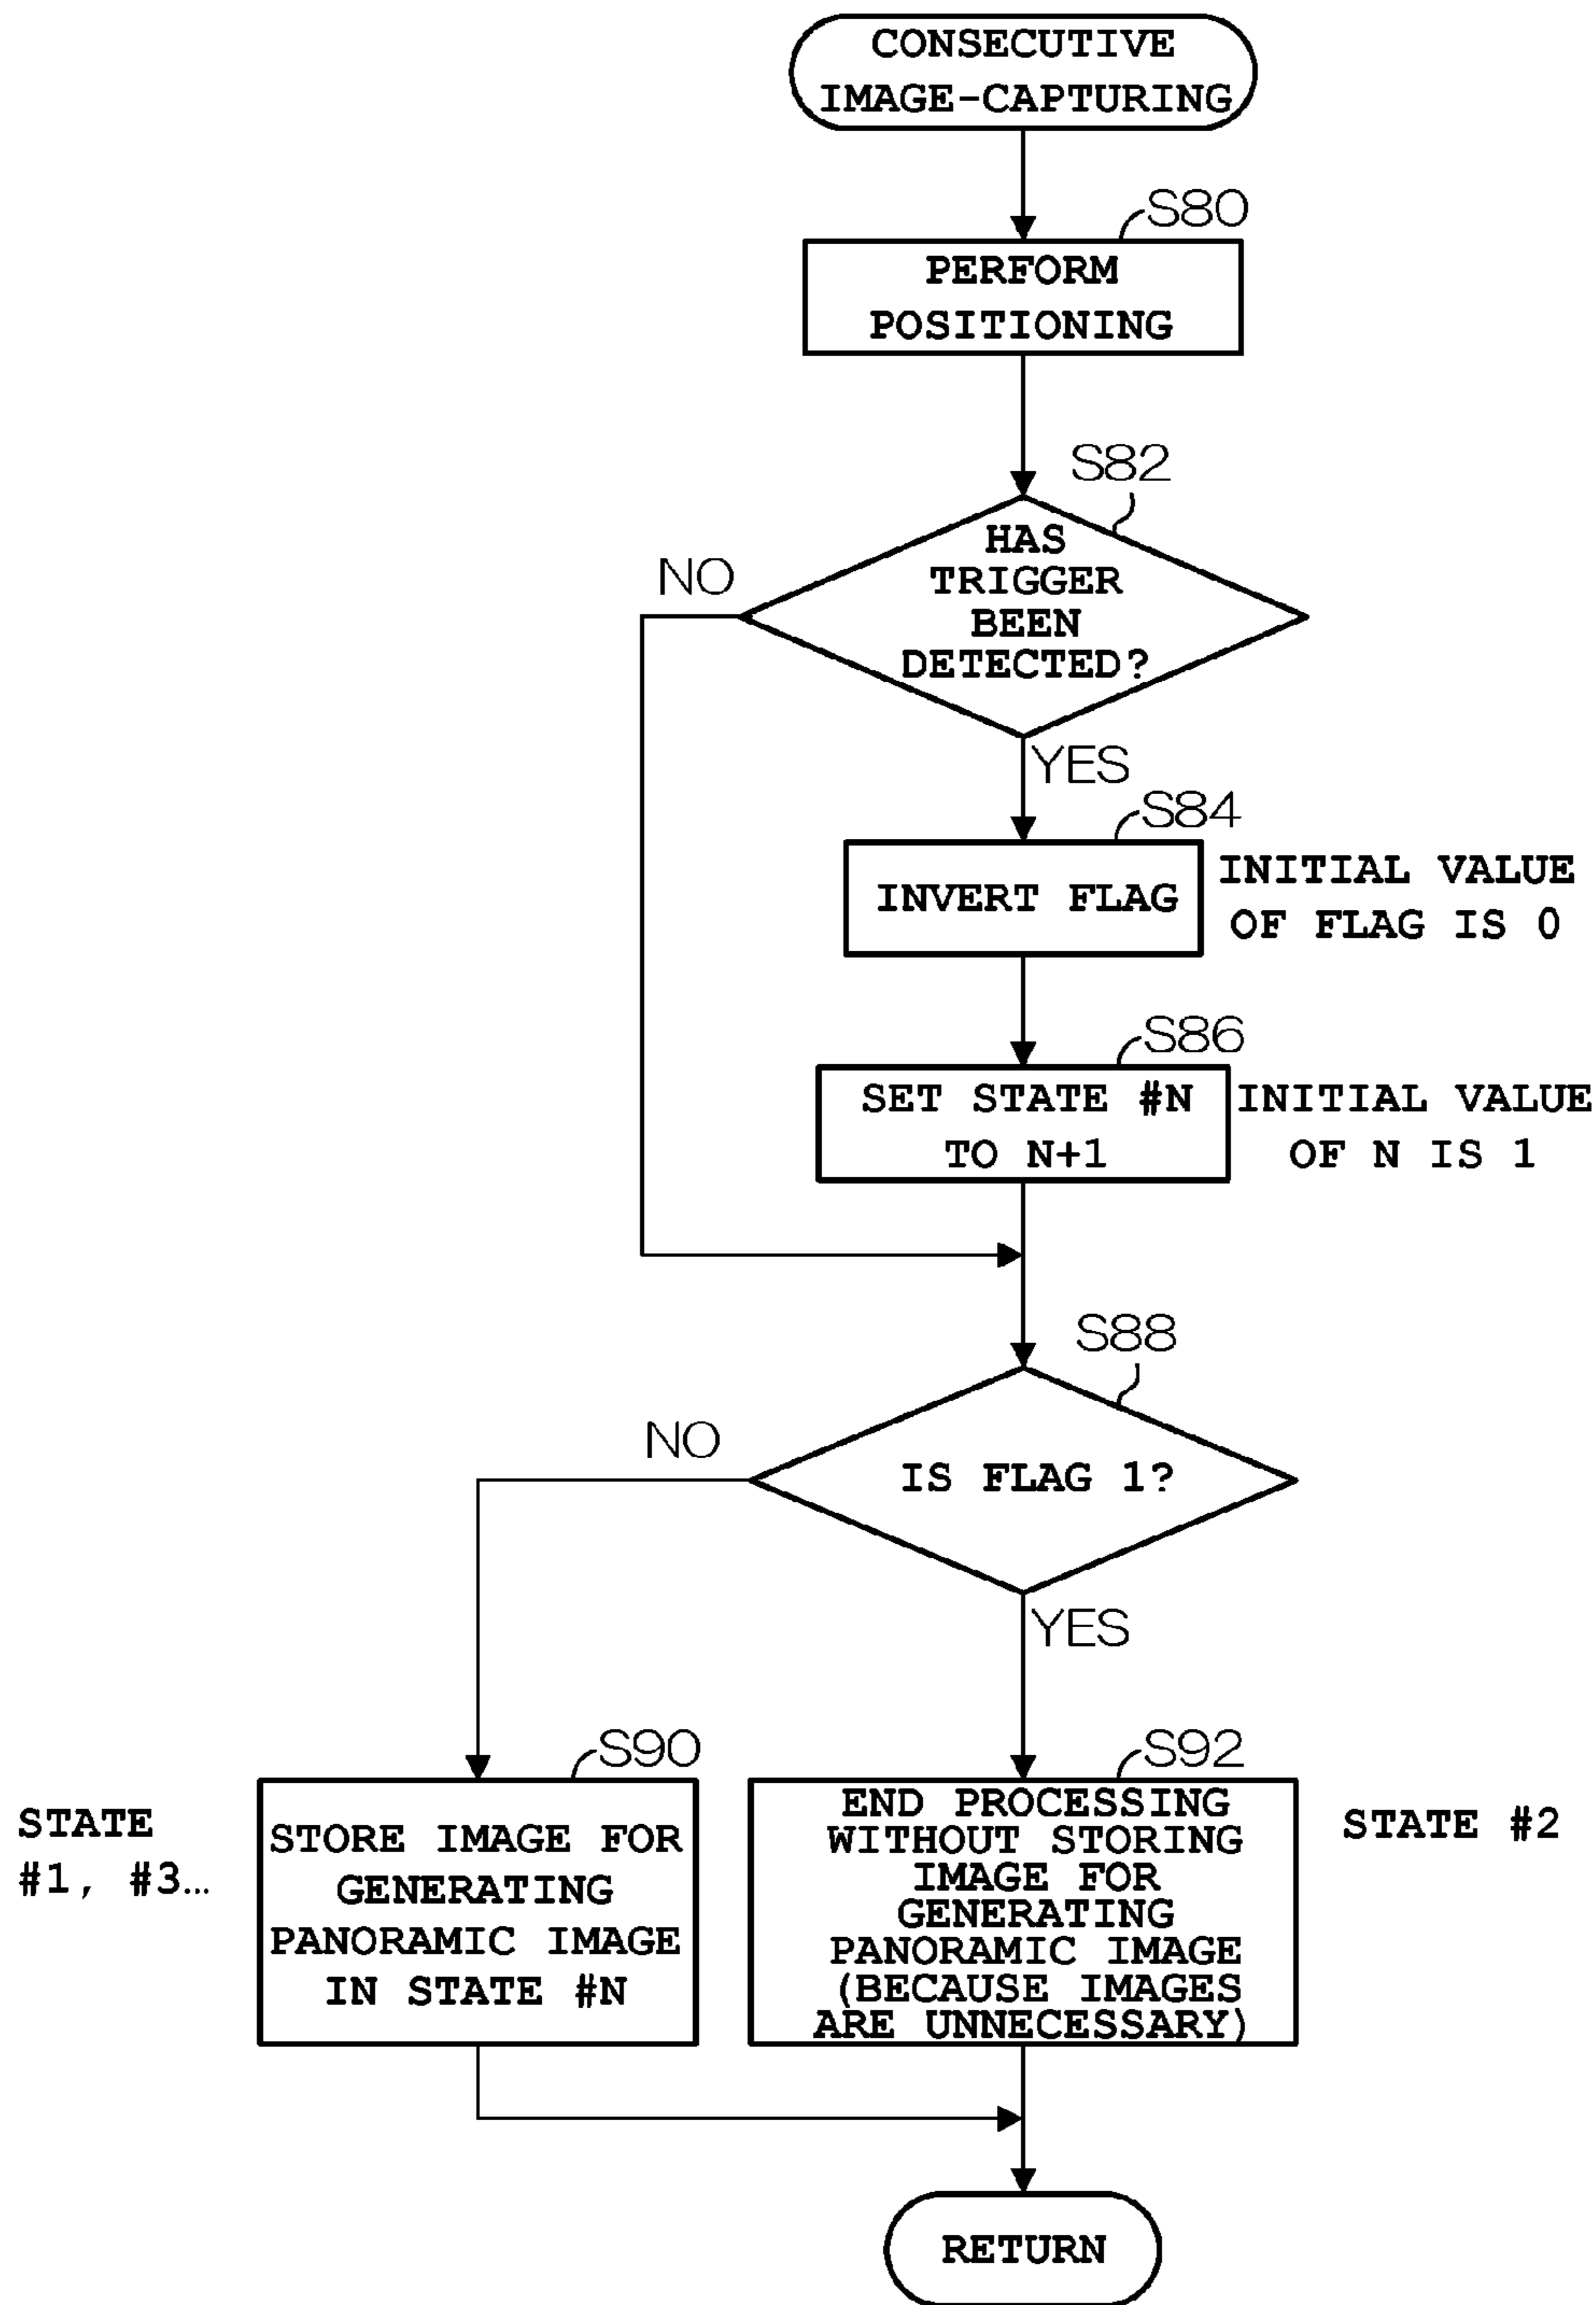 CONSECUTIVE
IMAGE-CAPTURING
S80
PERFORM
POSITIONING
S82
HAS
TRIGGER
BEEN
DETECTED?
NO
YES
S84
INVERT FLAG
INITIAL VALUE
OF FLAG IS 0
S86
SET STATE #N
TO N+1
INITIAL VALUE
OF N IS 1
S88
NO
IS FLAG 1?
YES
S90
STATE
#1, #3…
STORE IMAGE FOR
GENERATING
PANORAMIC IMAGE
IN STATE #N
S92
END PROCESSING
WITHOUT STORING
IMAGE FOR
GENERATING
PANORAMIC IMAGE
(BECAUSE IMAGES
ARE UNNECESSARY)
STATE #2
RETURN